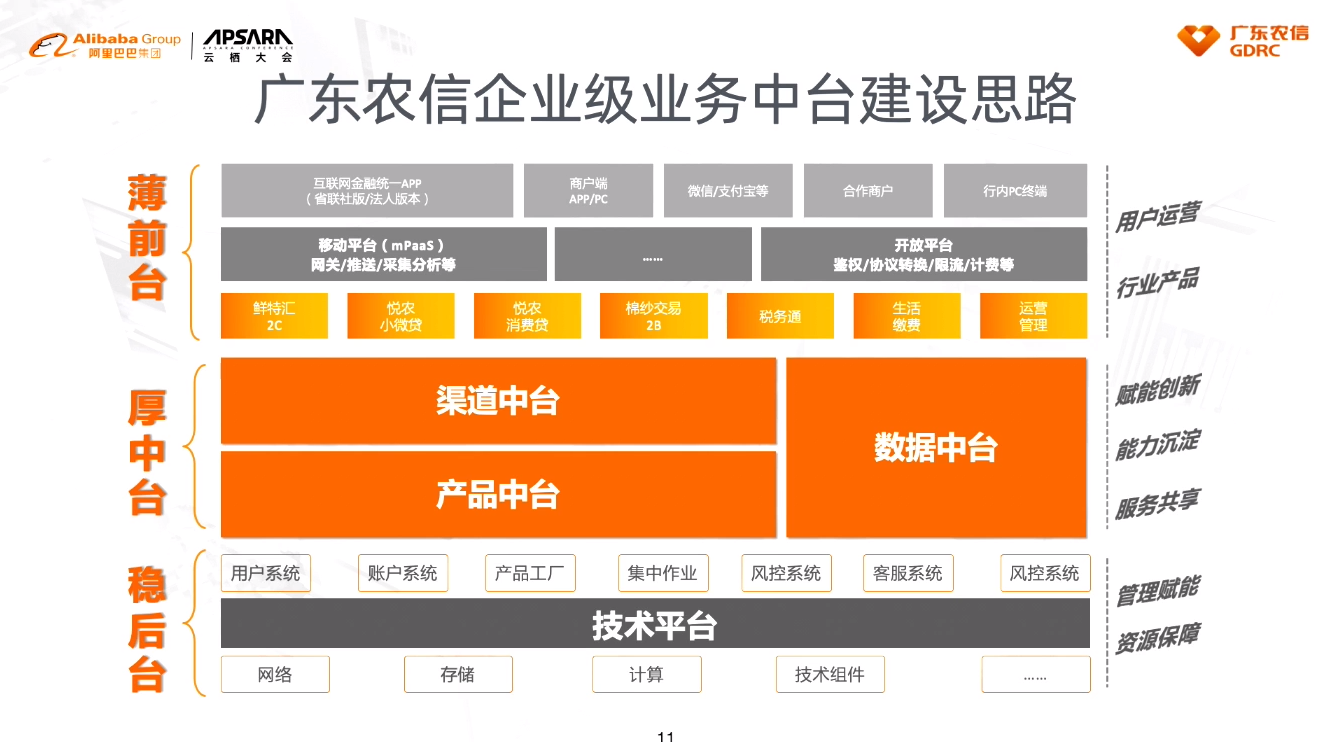 Alibaba Group
阿里巴巴集团
APSARA
APSARA CONFERENCE
云栖大会
广东农信
GDRC
广东农信企业级业务中台建设思路
薄前台
互联网金融统一APP
（省联社版/法人版本）
商户端
APP/PC
微信/支付宝等
合作商户
行内PC终端
移动平台（mPaaS）
网关/推送/采集分析等
……
开放平台
鉴权/协议转换/限流/计费等
鲜特汇
2C
悦农
小微贷
悦农
消费贷
棉纱交易
2B
税务通
生活
缴费
运营
管理
用户运营
行业产品
厚中台
渠道中台
产品中台
数据中台
赋能创新
能力沉淀
服务共享
稳后台
用户系统
账户系统
产品工厂
集中作业
风控系统
客服系统
风控系统
技术平台
网络
存储
计算
技术组件
……
管理赋能
资源保障
11